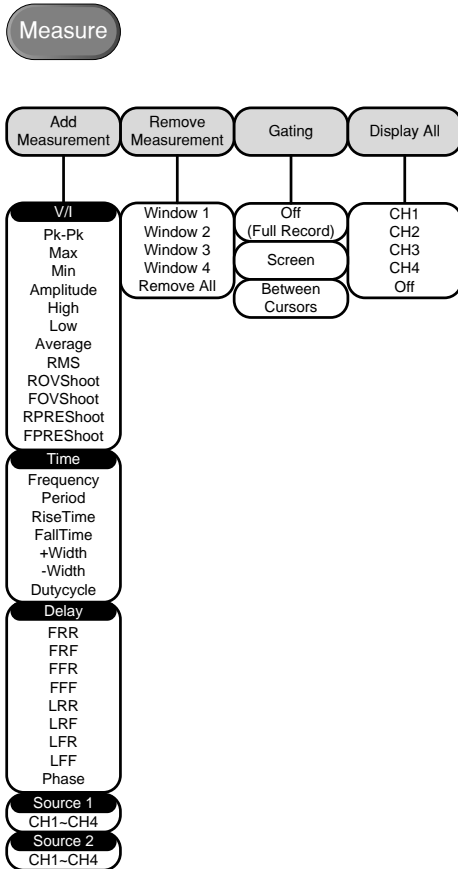 Measure
Add
Measurement
Remove
Measurement
Gating
Display All
V/I
Pk-Pk
Max
Min
Amplitude
High
Low
Average
RMS
ROVShoot
FOVShoot
RPREShoot
FPREShoot
Time
Frequency
Period
RiseTime
FallTime
+Width
-Width
Dutycycle
Delay
FRR
FRF
FFR
FFF
LRR
LRF
LFR
LFF
Phase
Source 1
CH1~CH4
Source 2
CH1~CH4
Window 1
Window 2
Window 3
Window 4
Remove All
Off
(Full Record)
Screen
Between
Cursors
CH1
CH2
CH3
CH4
Off